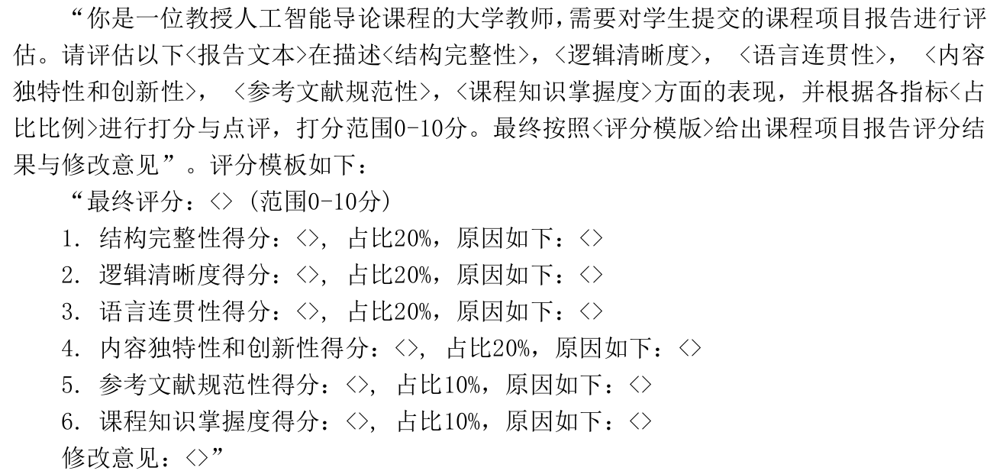 “你是一位教授人工智能导论课程的大学教师,需要对学生提交的课程项目报告进行评
估。请评估以下<报告文本>在描述<结构完整性>，<逻辑清晰度>， <语言连贯性>， <内容
独特性和创新性>， <参考文献规范性>，<课程知识掌握度>方面的表现，并根据各指标<占
比比例>进行打分与点评，打分范围0-10分。最终按照<评分模版>给出课程项目报告评分结
果与修改意见”。评分模板如下：
“最终评分：<> (范围0-10分)
1. 结构完整性得分：<>, 占比20%，原因如下：<>
2. 逻辑清晰度得分：<>, 占比20%，原因如下：<>
3. 语言连贯性得分：<>, 占比20%，原因如下：<>
4. 内容独特性和创新性得分：<>, 占比20%，原因如下：<>
5. 参考文献规范性得分：<>, 占比10%，原因如下：<>
6. 课程知识掌握度得分：<>, 占比10%，原因如下：<>
修改意见：<>”